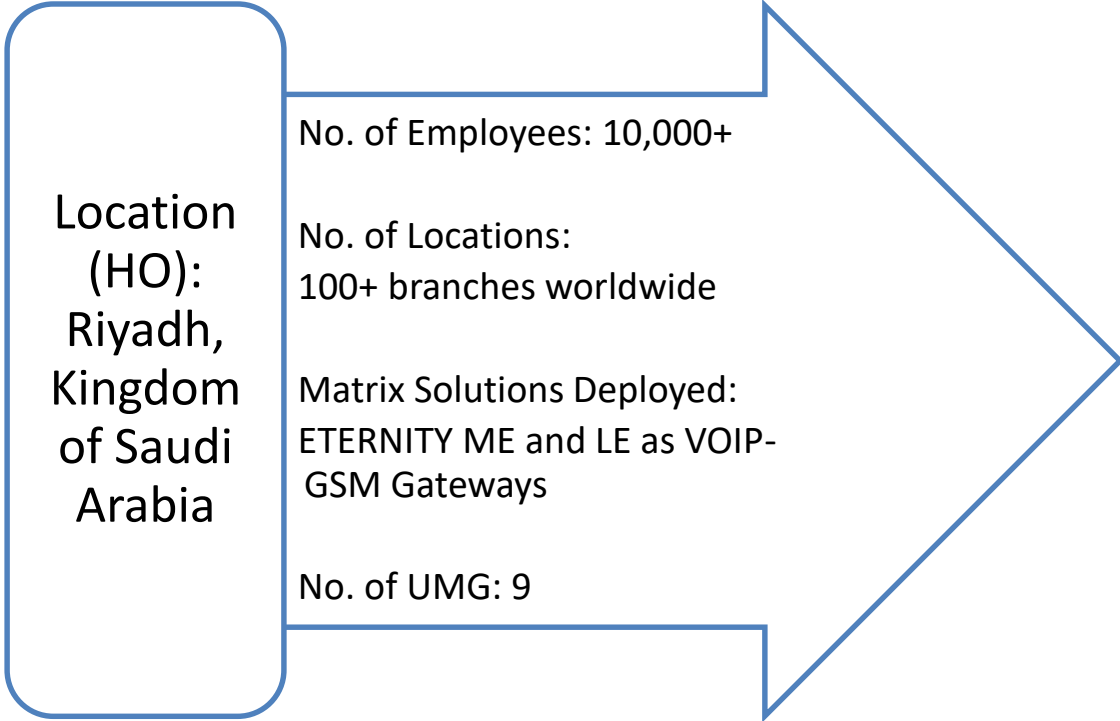 Location
(HO):
Riyadh,
Kingdom
of Saudi
Arabia
No. of Employees: 10,000+
No. of Locations:
100+ branches worldwide
Matrix Solutions Deployed:
ETERNITY ME and LE as VOIP-
GSM Gateways
No. of UMG: 9